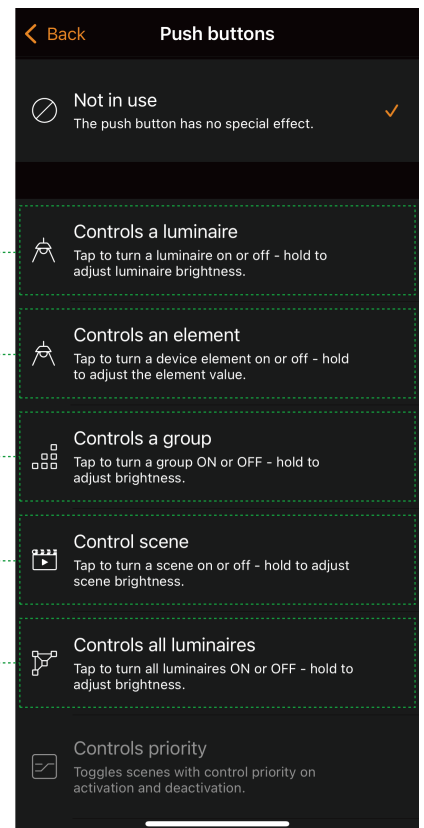 Back
Push buttons
Not in use
The push button has no special effect.
Controls a luminaire
Tap to turn a luminaire on or off - hold to
adjust luminaire brightness.
Controls an element
Tap to turn a device element on or off - hold
to adjust the element value.
Controls a group
Tap to turn a group ON or OFF - hold to
adjust brightness.
Control scene
Tap to turn a scene on or off - hold to adjust
scene brightness.
Controls all luminaires
Tap to turn all luminaires ON or OFF - hold to
adjust brightness.
Controls priority
Toggles scenes with control priority on
activation and deactivation.